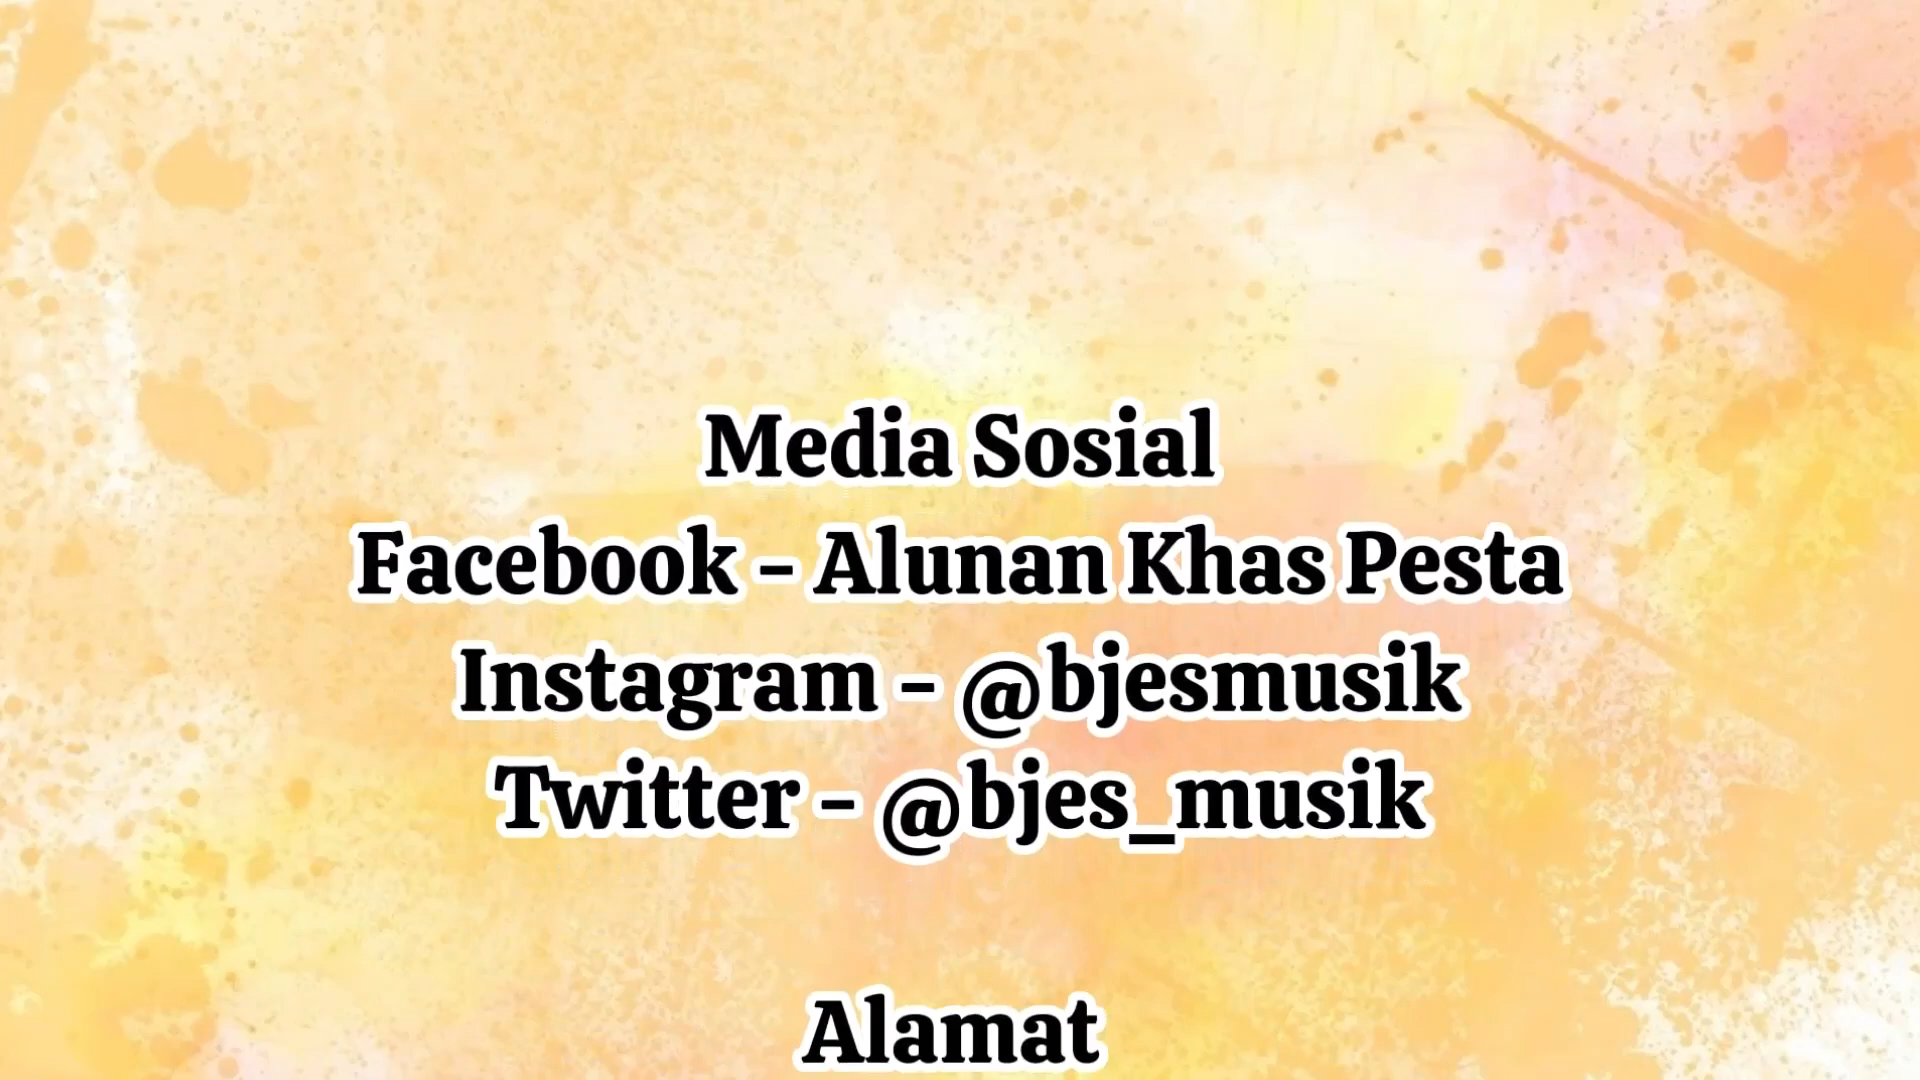 Media Sosial
Facebook - Alunan Khas Pesta
Instagram - @bjesmusik
Twitter - @bjes_musik
Alamat